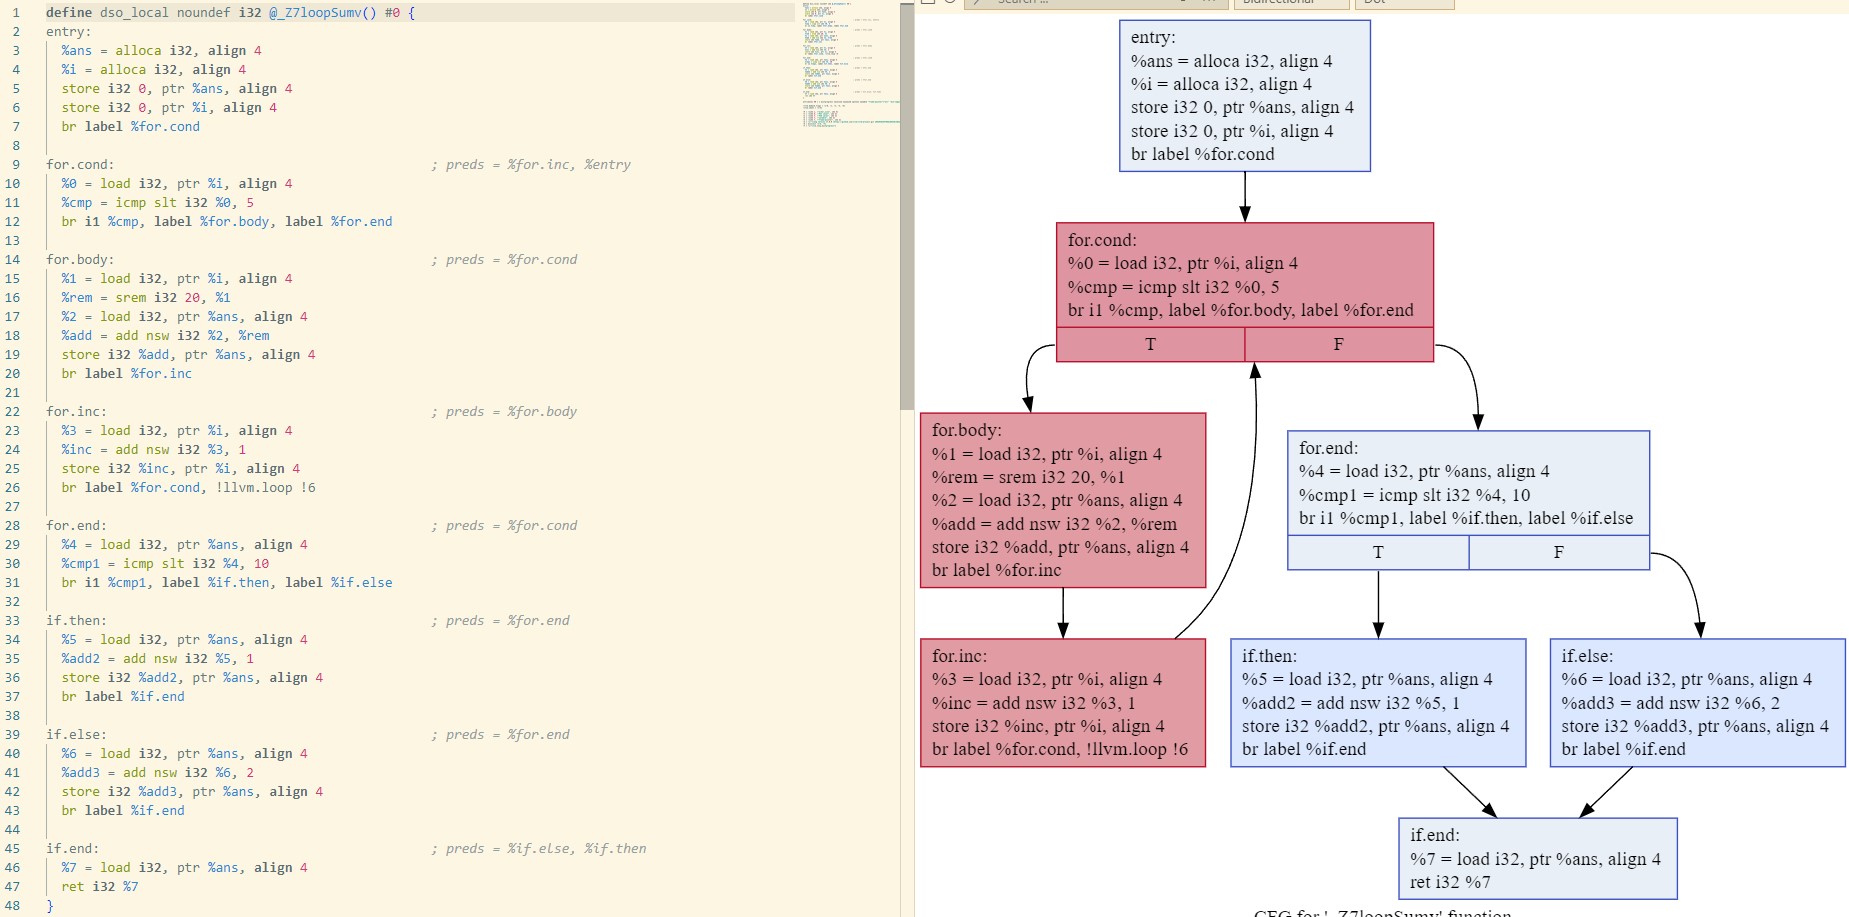 1 define dso_local noundef i32 @_Z7loopSumv() #0 {
2 entry:
3 %ans = alloca i32, align 4
4 %i = alloca i32, align 4
5 store i32 0, ptr %ans, align 4
6 store i32 0, ptr %i, align 4
7 br label %for.cond
8
9 for.cond: ; preds = %for.inc, %entry
10 %0 = load i32, ptr %i, align 4
11 %cmp = icmp slt i32 %0, 5
12 br i1 %cmp, label %for.body, label %for.end
13
14 for.body: ; preds = %for.cond
15 %1 = load i32, ptr %i, align 4
16 %rem = srem i32 20, %1
17 %2 = load i32, ptr %ans, align 4
18 %add = add nsw i32 %2, %rem
19 store i32 %add, ptr %ans, align 4
20 br label %for.inc
21
22 for.inc: ; preds = %for.body
23 %3 = load i32, ptr %i, align 4
24 %inc = add nsw i32 %3, 1
25 store i32 %inc, ptr %i, align 4
26 br label %for.cond, !llvm.loop !6
27
28 for.end: ; preds = %for.cond
29 %4 = load i32, ptr %ans, align 4
30 %cmp1 = icmp slt i32 %4, 10
31 br i1 %cmp1, label %if.then, label %if.else
32
33 if.then: ; preds = %for.end
34 %5 = load i32, ptr %ans, align 4
35 %add2 = add nsw i32 %5, 1
36 store i32 %add2, ptr %ans, align 4
37 br label %if.end
38
39 if.else: ; preds = %for.end
40 %6 = load i32, ptr %ans, align 4
41 %add3 = add nsw i32 %6, 2
42 store i32 %add3, ptr %ans, align 4
43 br label %if.end
44
45 if.end: ; preds = %if.else, %if.then
46 %7 = load i32, ptr %ans, align 4
47 ret i32 %7
48 }
entry:
%ans = alloca i32, align 4
%i = alloca i32, align 4
store i32 0, ptr %ans, align 4
store i32 0, ptr %i, align 4
br label %for.cond
for.cond:
%0 = load i32, ptr %i, align 4
%cmp = icmp slt i32 %0, 5
br i1 %cmp, label %for.body, label %for.end
T F
for.body:
%1 = load i32, ptr %i, align 4
%rem = srem i32 20, %1
%2 = load i32, ptr %ans, align 4
%add = add nsw i32 %2, %rem
store i32 %add, ptr %ans, align 4
br label %for.inc
for.end:
%4 = load i32, ptr %ans, align 4
%cmp1 = icmp slt i32 %4, 10
br i1 %cmp1, label %if.then, label %if.else
T F
for.inc:
%3 = load i32, ptr %i, align 4
%inc = add nsw i32 %3, 1
store i32 %inc, ptr %i, align 4
br label %for.cond, !llvm.loop !6
if.then:
%5 = load i32, ptr %ans, align 4
%add2 = add nsw i32 %5, 1
store i32 %add2, ptr %ans, align 4
br label %if.end
if.else:
%6 = load i32, ptr %ans, align 4
%add3 = add nsw i32 %6, 2
store i32 %add3, ptr %ans, align 4
br label %if.end
if.end:
%7 = load i32, ptr %ans, align 4
ret i32 %7
CFG for '_Z7loopSumv' function